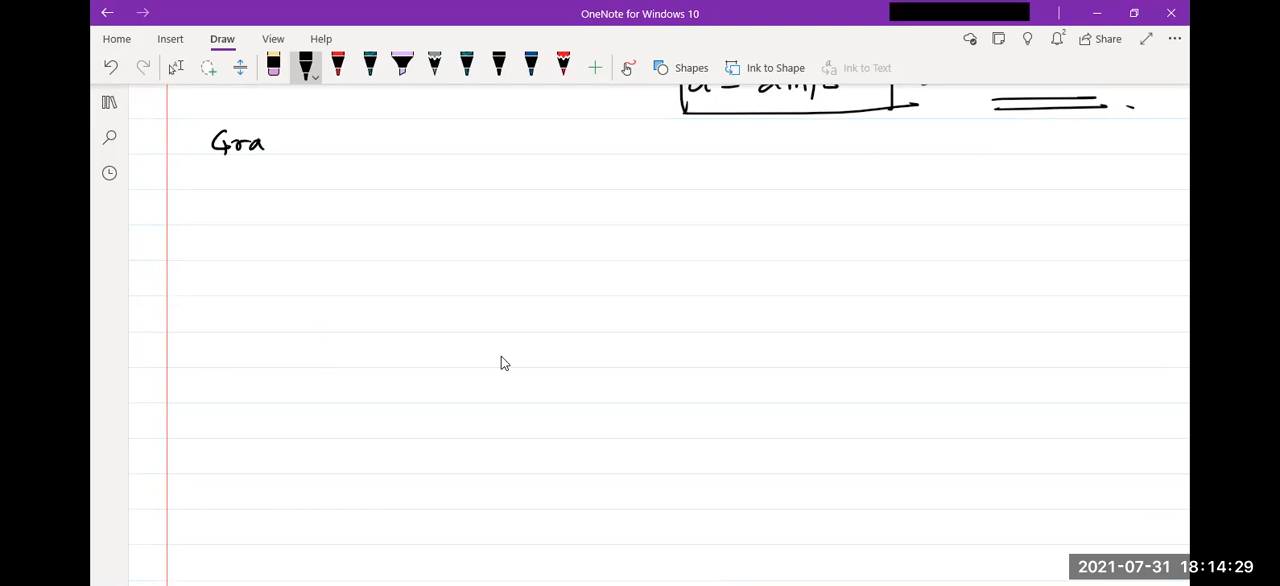 OneNote for Windows 10
Home Insert Draw View Help
2
Share
Shapes
Ink to Shape
Ink to Text
Gra
2021-07-31 18:14:29